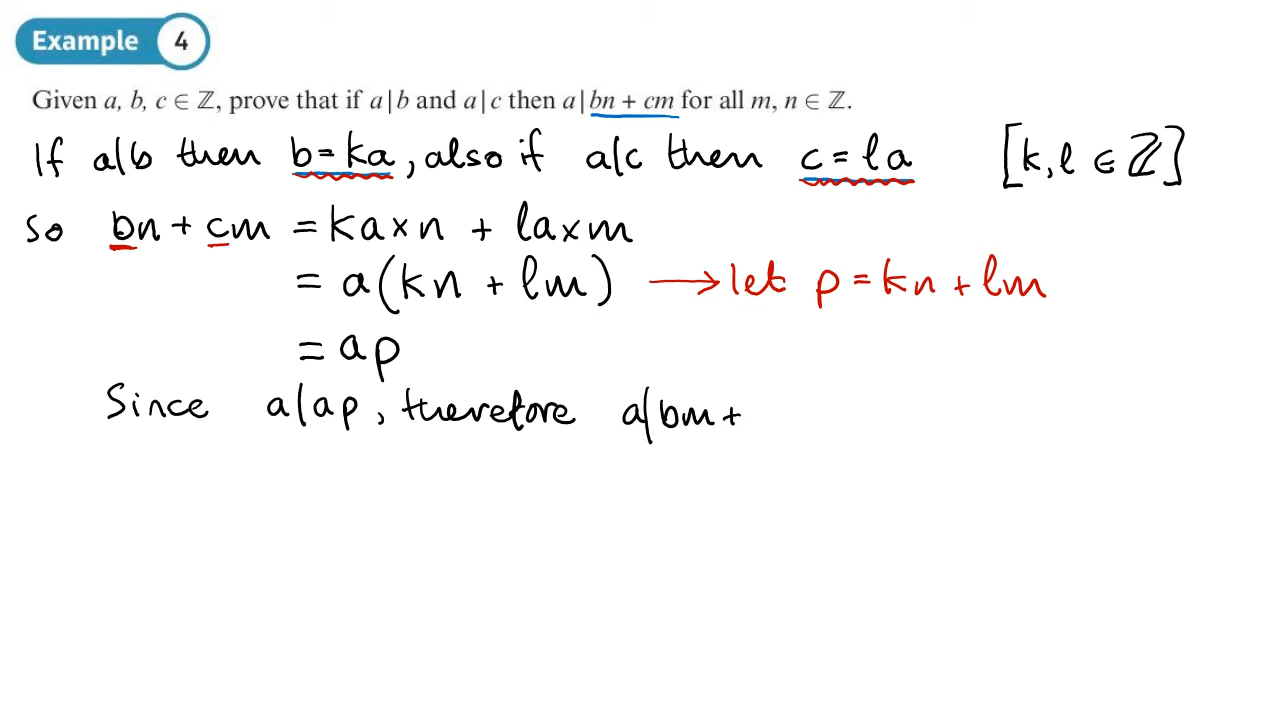 Example 4
Given a, b, c ∈ ℤ, prove that if a|b and a|c then a|bn + cm for all m, n ∈ ℤ.
If a|b then b=ka, also if a|c then c=la [k,l ∈ ℤ]
So bn + cm = ka×n + la×m
= a(kn + lm) → let p = kn + lm
= ap
Since a|ap, therefore a|bm+